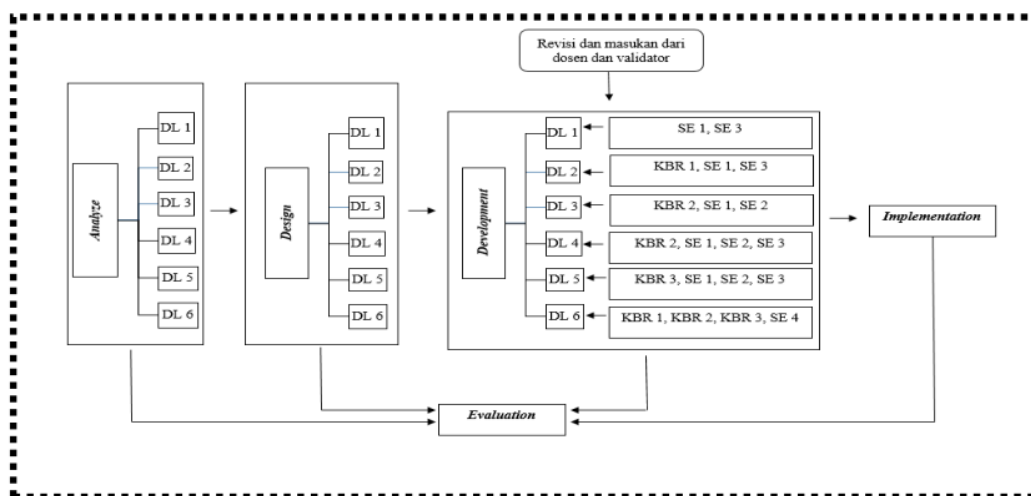 Revisi dan masukan dari
dosen dan validator
Analyze
DL 1
DL 2
DL 3
DL 4
DL 5
DL 6
Design
DL 1
DL 2
DL 3
DL 4
DL 5
DL 6
Development
DL 1
SE 1, SE 3
DL 2
KBR 1, SE 1, SE 3
DL 3
KBR 2, SE 1, SE 2
DL 4
KBR 2, SE 1, SE 2, SE 3
DL 5
KBR 3, SE 1, SE 2, SE 3
DL 6
KBR 1, KBR 2, KBR 3, SE 4
Implementation
Evaluation